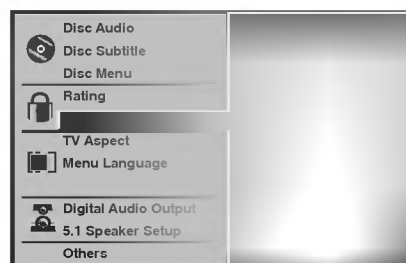 Disc Audio
Disc Subtitle
Disc Menu
Rating
TV Aspect
Menu Language
Digital Audio Output
5.1 Speaker Setup
Others